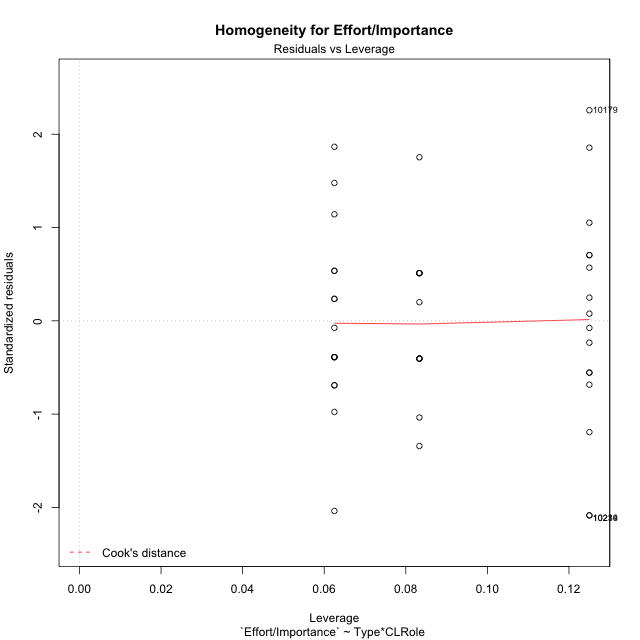 Homogeneity for Effort/Importance
Residuals vs Leverage
10179
2
1
0
-1
-2
Standardized residuals
Cook's distance
0.00
0.02
0.04
0.06
0.08
0.10
0.12
Leverage
`Effort/Importance` ~ Type*CLRole